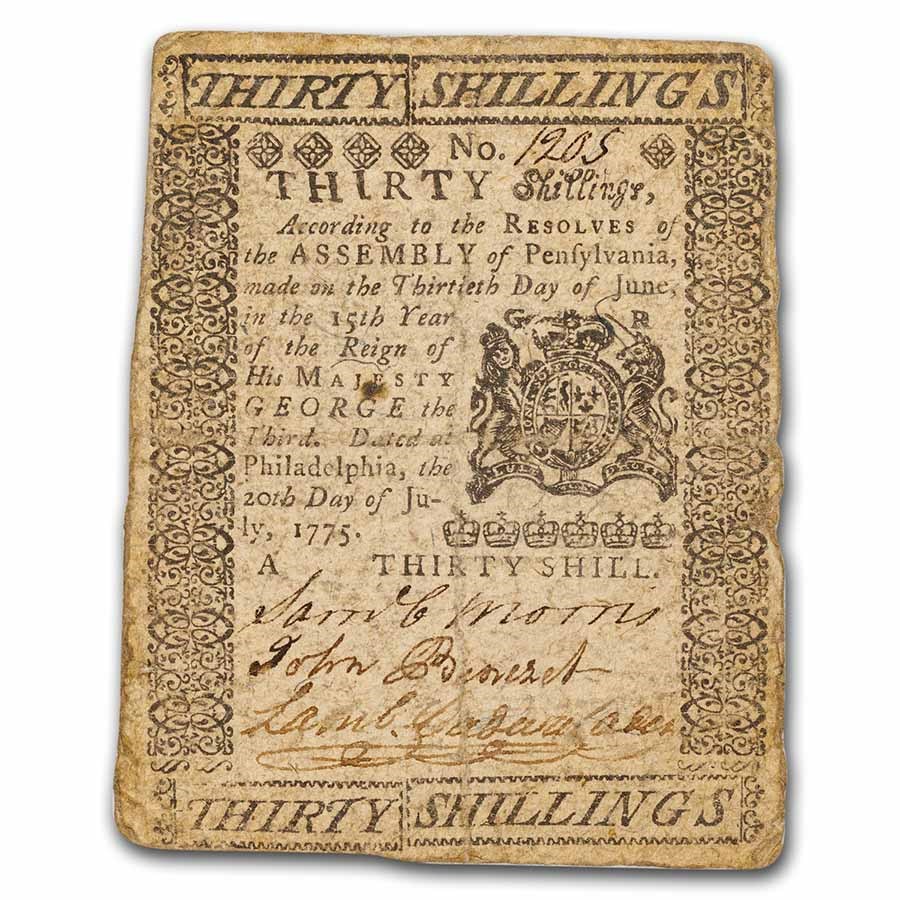 THIRTY SHILLINGS
No. 1205
THIRTY Shillings,
According to the RESOLVES of
the ASSEMBLY of Penſylvania,
made on the Thirtieth Day of June,
in the 15th Year
of the Reign of
His MAJESTY
GEORGE the
Third. Dated at
Philadelphia, the
20th Day of Ju-
ly, 1775.
G R
A THIRTY SHILL.
Saml C Morris
John Benezet
Lamb. Cadwalader
THIRTY SHILLINGS